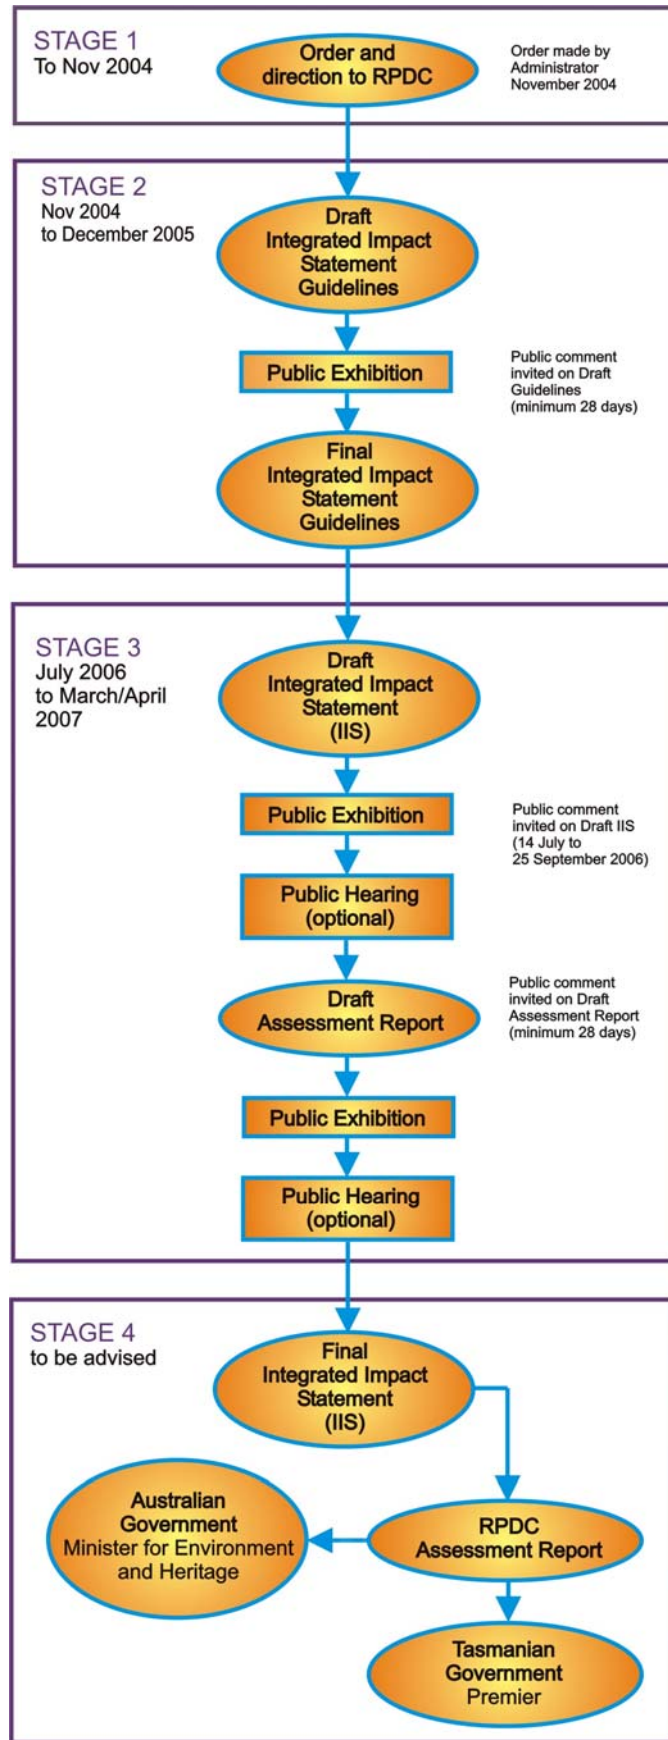 STAGE 1
To Nov 2004
Order and
direction to RPDC
Order made by
Administrator
November 2004
STAGE 2
Nov 2004
to December 2005
Draft
Integrated Impact
Statement
Guidelines
Public Exhibition
Public comment
invited on Draft
Guidelines
(minimum 28 days)
Final
Integrated Impact
Statement
Guidelines
STAGE 3
July 2006
to March/April
2007
Draft
Integrated Impact
Statement
(IIS)
Public Exhibition
Public comment
invited on Draft IIS
(14 July to
25 September 2006)
Public Hearing
(optional)
Draft
Assessment Report
Public comment
invited on Draft
Assessment Report
(minimum 28 days)
Public Exhibition
Public Hearing
(optional)
STAGE 4
to be advised
Final
Integrated Impact
Statement
(IIS)
Australian
Government
Minister for Environment
and Heritage
RPDC
Assessment Report
Tasmanian
Government
Premier